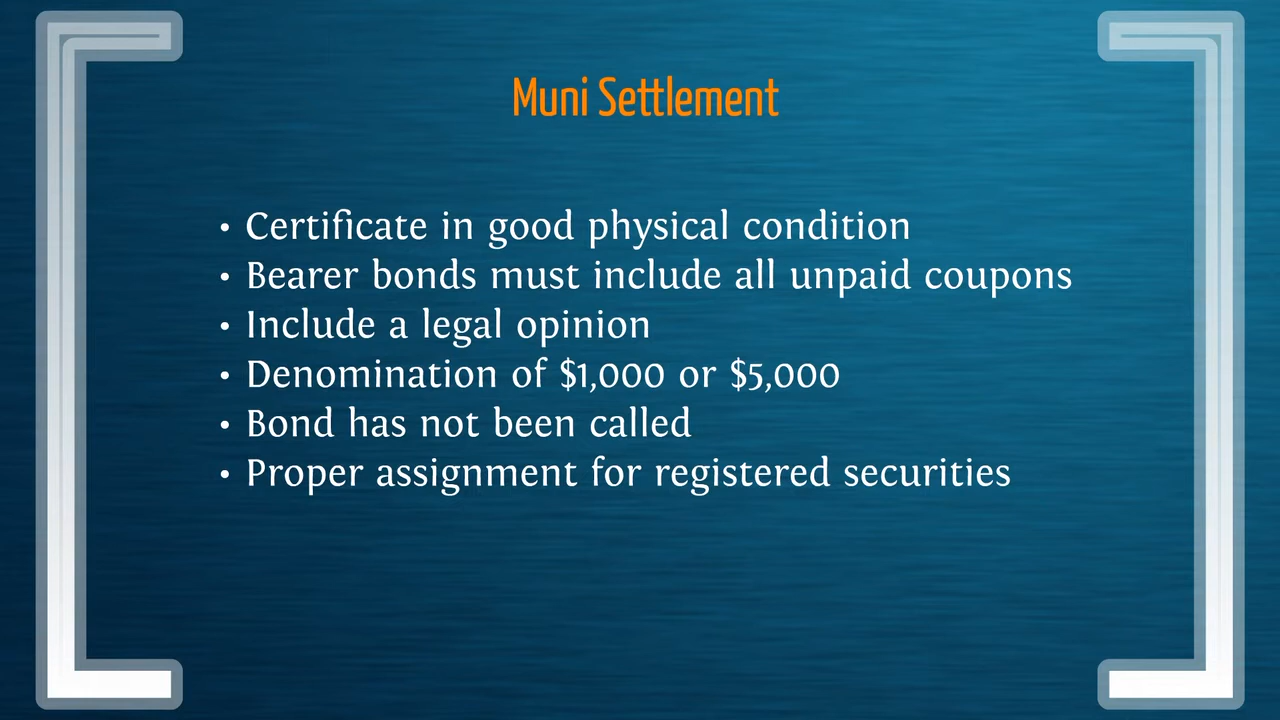 Muni Settlement
• Certificate in good physical condition
• Bearer bonds must include all unpaid coupons
• Include a legal opinion
• Denomination of $1,000 or $5,000
• Bond has not been called
• Proper assignment for registered securities